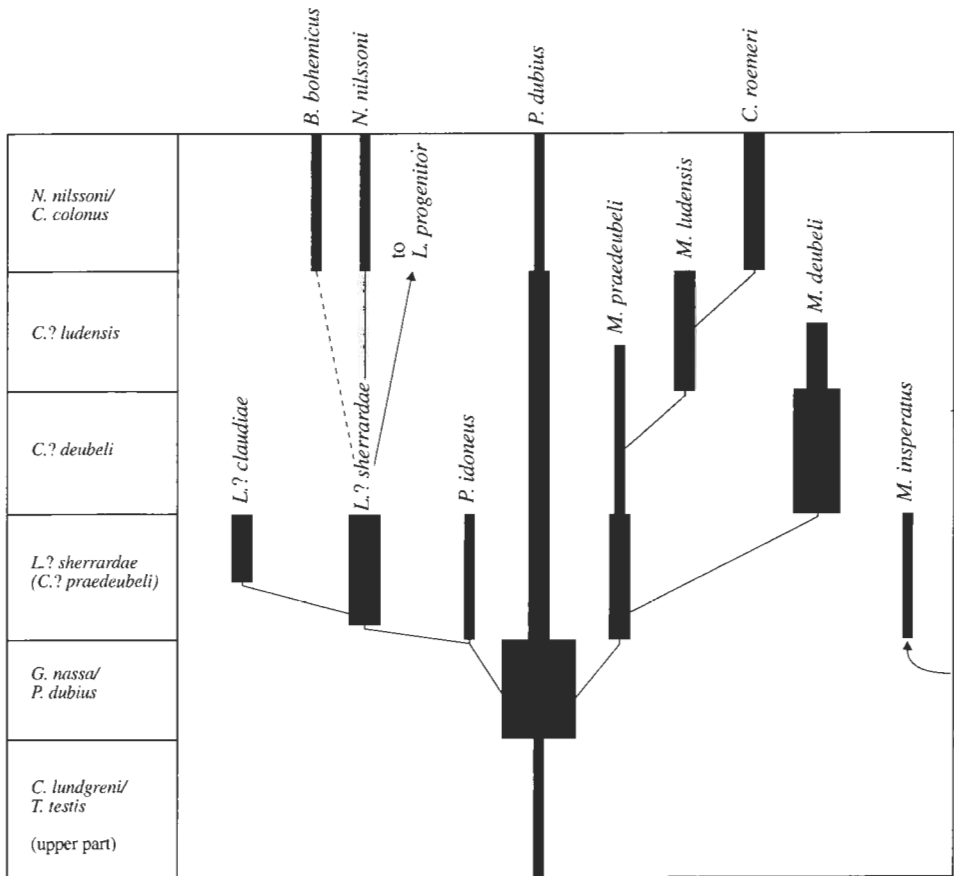 B. bohemicus
N. nilssoni
P. dubius
C. roemeri
N. nilssoni/
C. colonus
to
L. progenitor
M. praedeubeli
M. ludensis
M. deubeli
C.? ludensis
C.? deubeli
L.? claudiae
L.? sherrardae
P. idoneus
M. insperatus
L.? sherrardae
(C.? praedeubeli)
G. nassa/
P. dubius
C. lundgreni/
T. testis
(upper part)